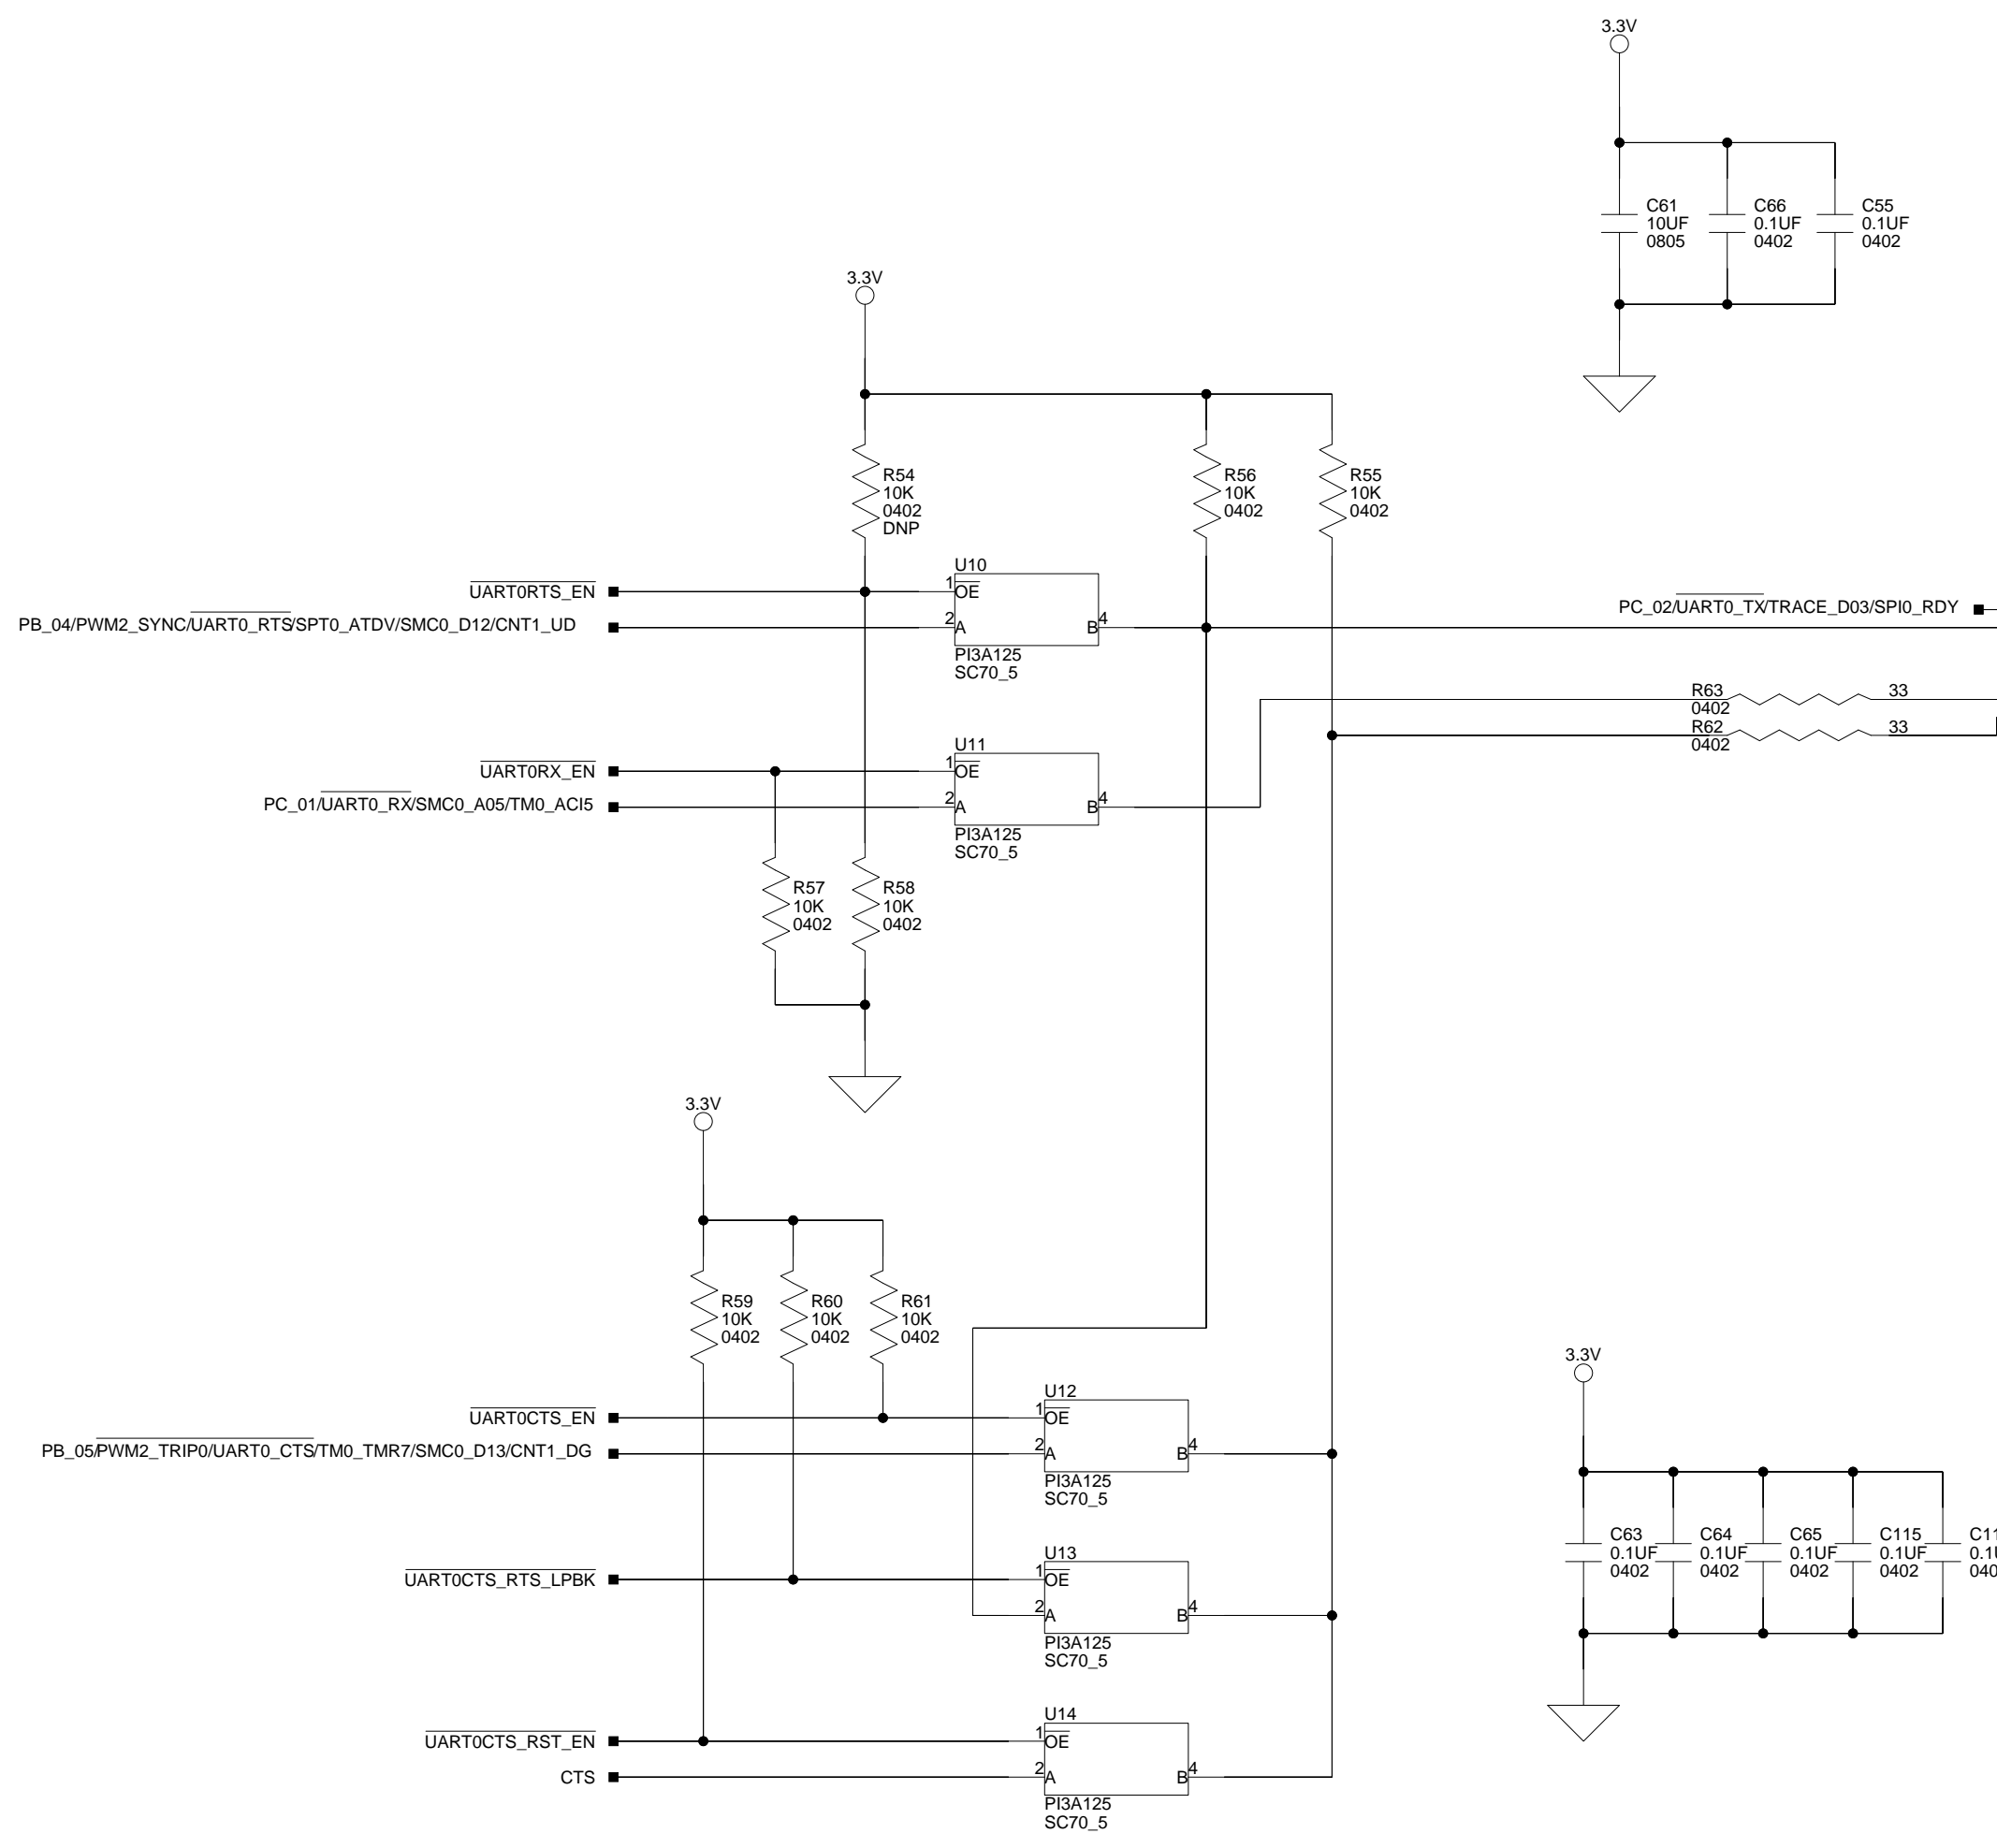 3.3V
C61
10UF
0805
C66
0.1UF
0402
C55
0.1UF
0402
3.3V
R54
10K
0402
DNP
R56
10K
0402
R55
10K
0402
UART0RTS_EN
PB_04/PWM2_SYNC/UART0_RTS/SPT0_ATDV/SMC0_D12/CNT1_UD
U10
1
OE
2
A
B
4
PI3A125
SC70_5
PC_02/UART0_TX/TRACE_D03/SPI0_RDY
R63
0402
33
R62
0402
33
UART0RX_EN
PC_01/UART0_RX/SMC0_A05/TM0_ACI5
U11
1
OE
2
A
B
4
PI3A125
SC70_5
R57
10K
0402
R58
10K
0402
3.3V
R59
10K
0402
R60
10K
0402
R61
10K
0402
UART0CTS_EN
PB_05/PWM2_TRIP0/UART0_CTS/TM0_TMR7/SMC0_D13/CNT1_DG
U12
1
OE
2
A
B
4
PI3A125
SC70_5
3.3V
C63
0.1UF
0402
C64
0.1UF
0402
C65
0.1UF
0402
C115
0.1UF
0402
UART0CTS_RTS_LPBK
U13
1
OE
2
A
B
4
PI3A125
SC70_5
UART0CTS_RST_EN
CTS
U14
1
OE
2
A
B
4
PI3A125
SC70_5